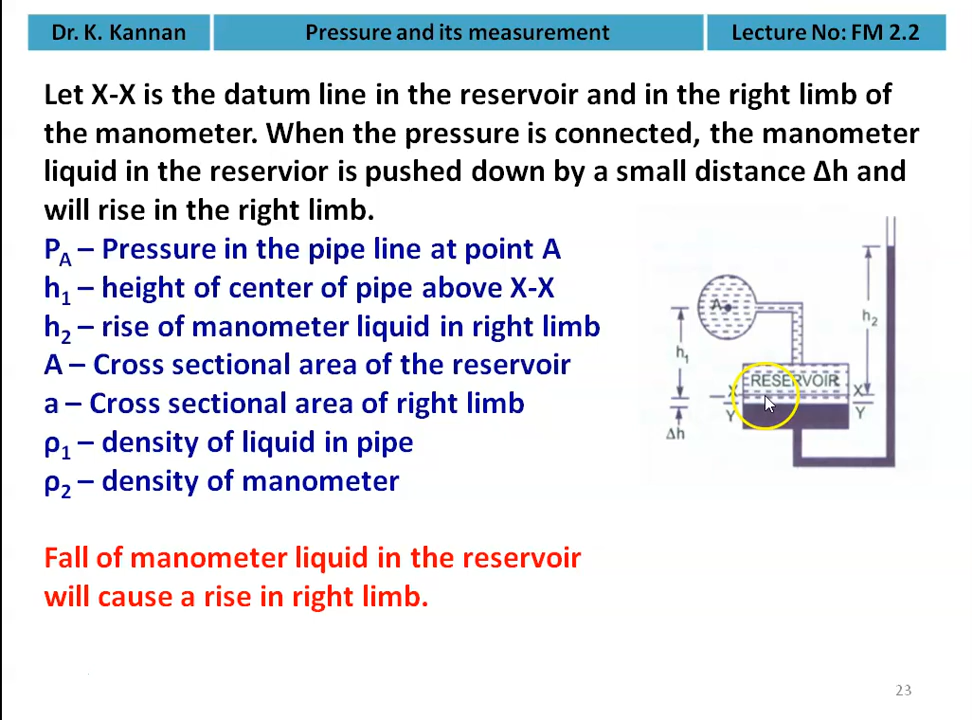 Dr. K. Kannan
Pressure and its measurement
Lecture No: FM 2.2
Let X-X is the datum line in the reservoir and in the right limb of
the manometer. When the pressure is connected, the manometer
liquid in the reservior is pushed down by a small distance Δh and
will rise in the right limb.
P_A – Pressure in the pipe line at point A
h₁ – height of center of pipe above X-X
h₂ – rise of manometer liquid in right limb
A – Cross sectional area of the reservoir
a – Cross sectional area of right limb
ρ₁ – density of liquid in pipe
ρ₂ – density of manometer
Fall of manometer liquid in the reservoir
will cause a rise in right limb.
A
h₂
h₁
RESERVOIR
X
X
Y
Y
Δh
23